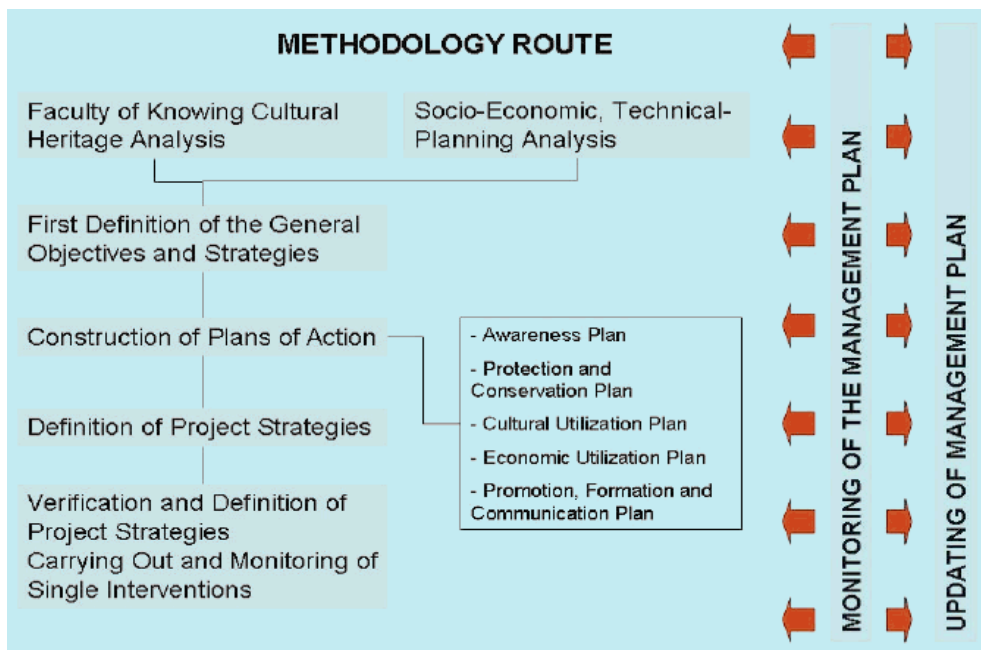 METHODOLOGY ROUTE
Faculty of Knowing Cultural
Heritage Analysis
Socio-Economic, Technical-
Planning Analysis
First Definition of the General
Objectives and Strategies
Construction of Plans of Action
- Awareness Plan
- Protection and
Conservation Plan
- Cultural Utilization Plan
- Economic Utilization Plan
- Promotion, Formation and
Communication Plan
Definition of Project Strategies
Verification and Definition of
Project Strategies
Carrying Out and Monitoring of
Single Interventions
MONITORING OF THE MANAGEMENT PLAN
UPDATING OF MANAGEMENT PLAN